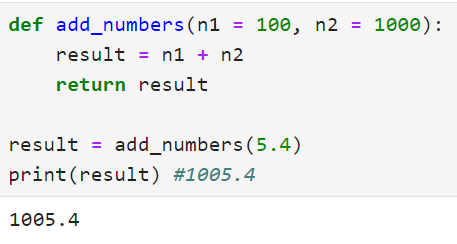 def add_numbers(n1 = 100, n2 = 1000):
    result = n1 + n2
    return result

result = add_numbers(5.4)
print(result) #1005.4
1005.4